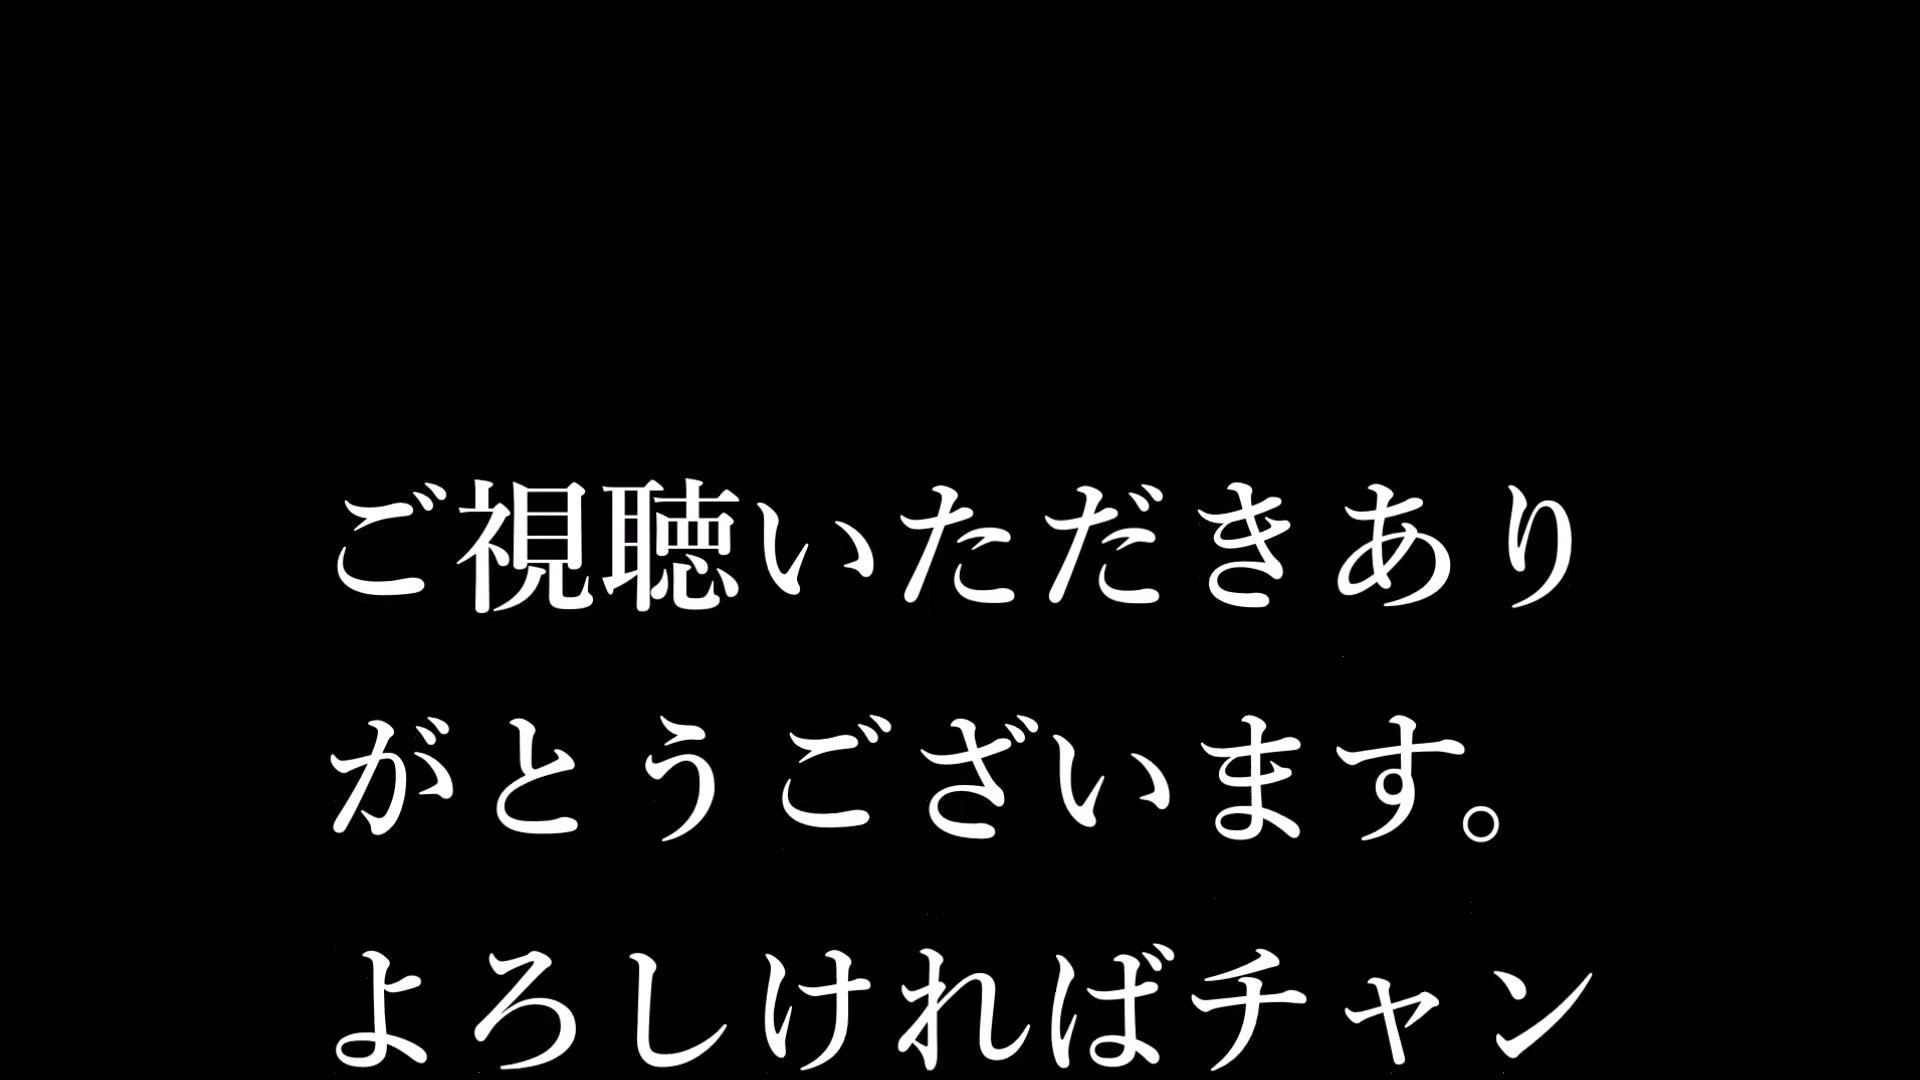 ご視聴いただきあり
がとうございます。
よろしければチャン